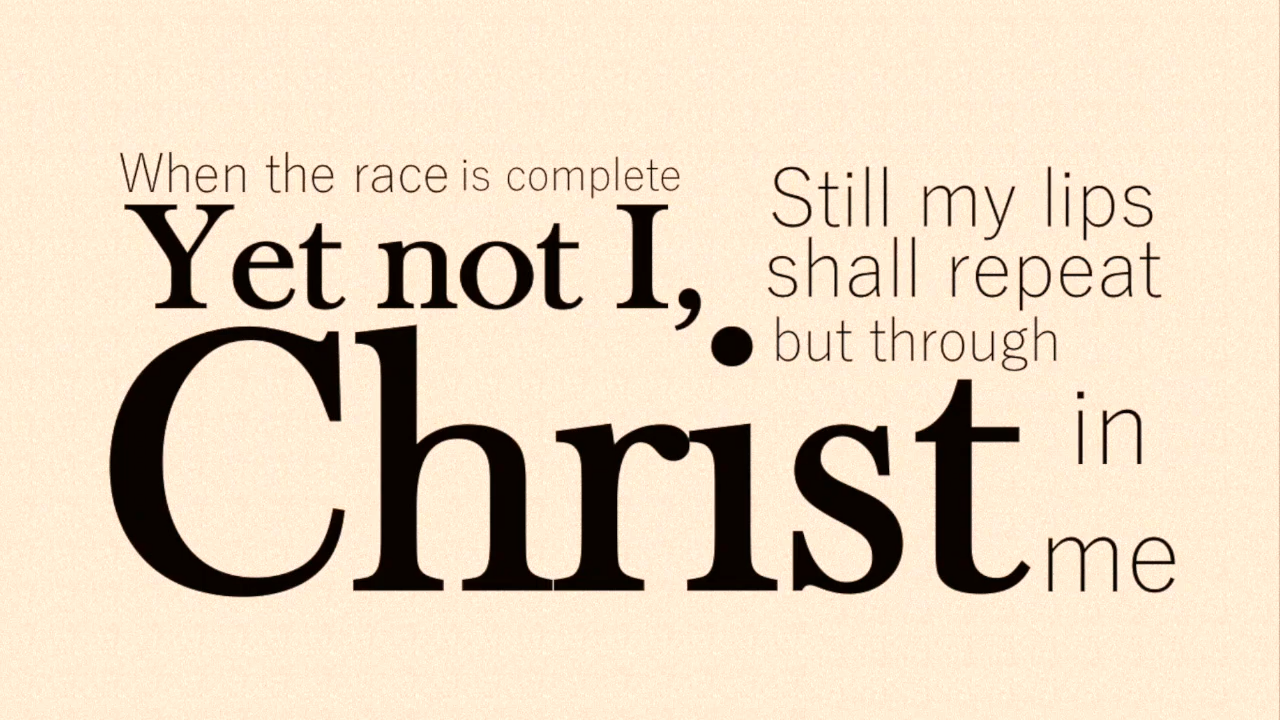 When the race is complete
Still my lips
shall repeat
Yet not I,
but through
Christ
in
me